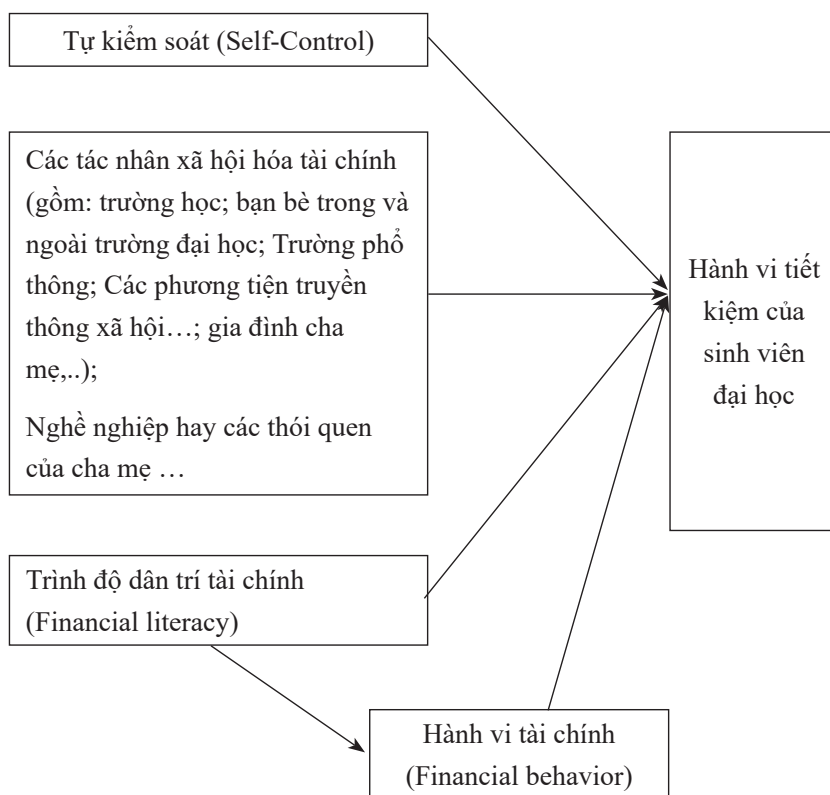 Tự kiểm soát (Self-Control)
Các tác nhân xã hội hóa tài chính
(gồm: trường học; bạn bè trong và
ngoài trường đại học; Trường phổ
thông; Các phương tiện truyền
thông xã hội…; gia đình cha
mẹ,..);
Nghề nghiệp hay các thói quen
của cha mẹ …
Hành vi tiết
kiệm của
sinh viên
đại học
Trình độ dân trí tài chính
(Financial literacy)
Hành vi tài chính
(Financial behavior)